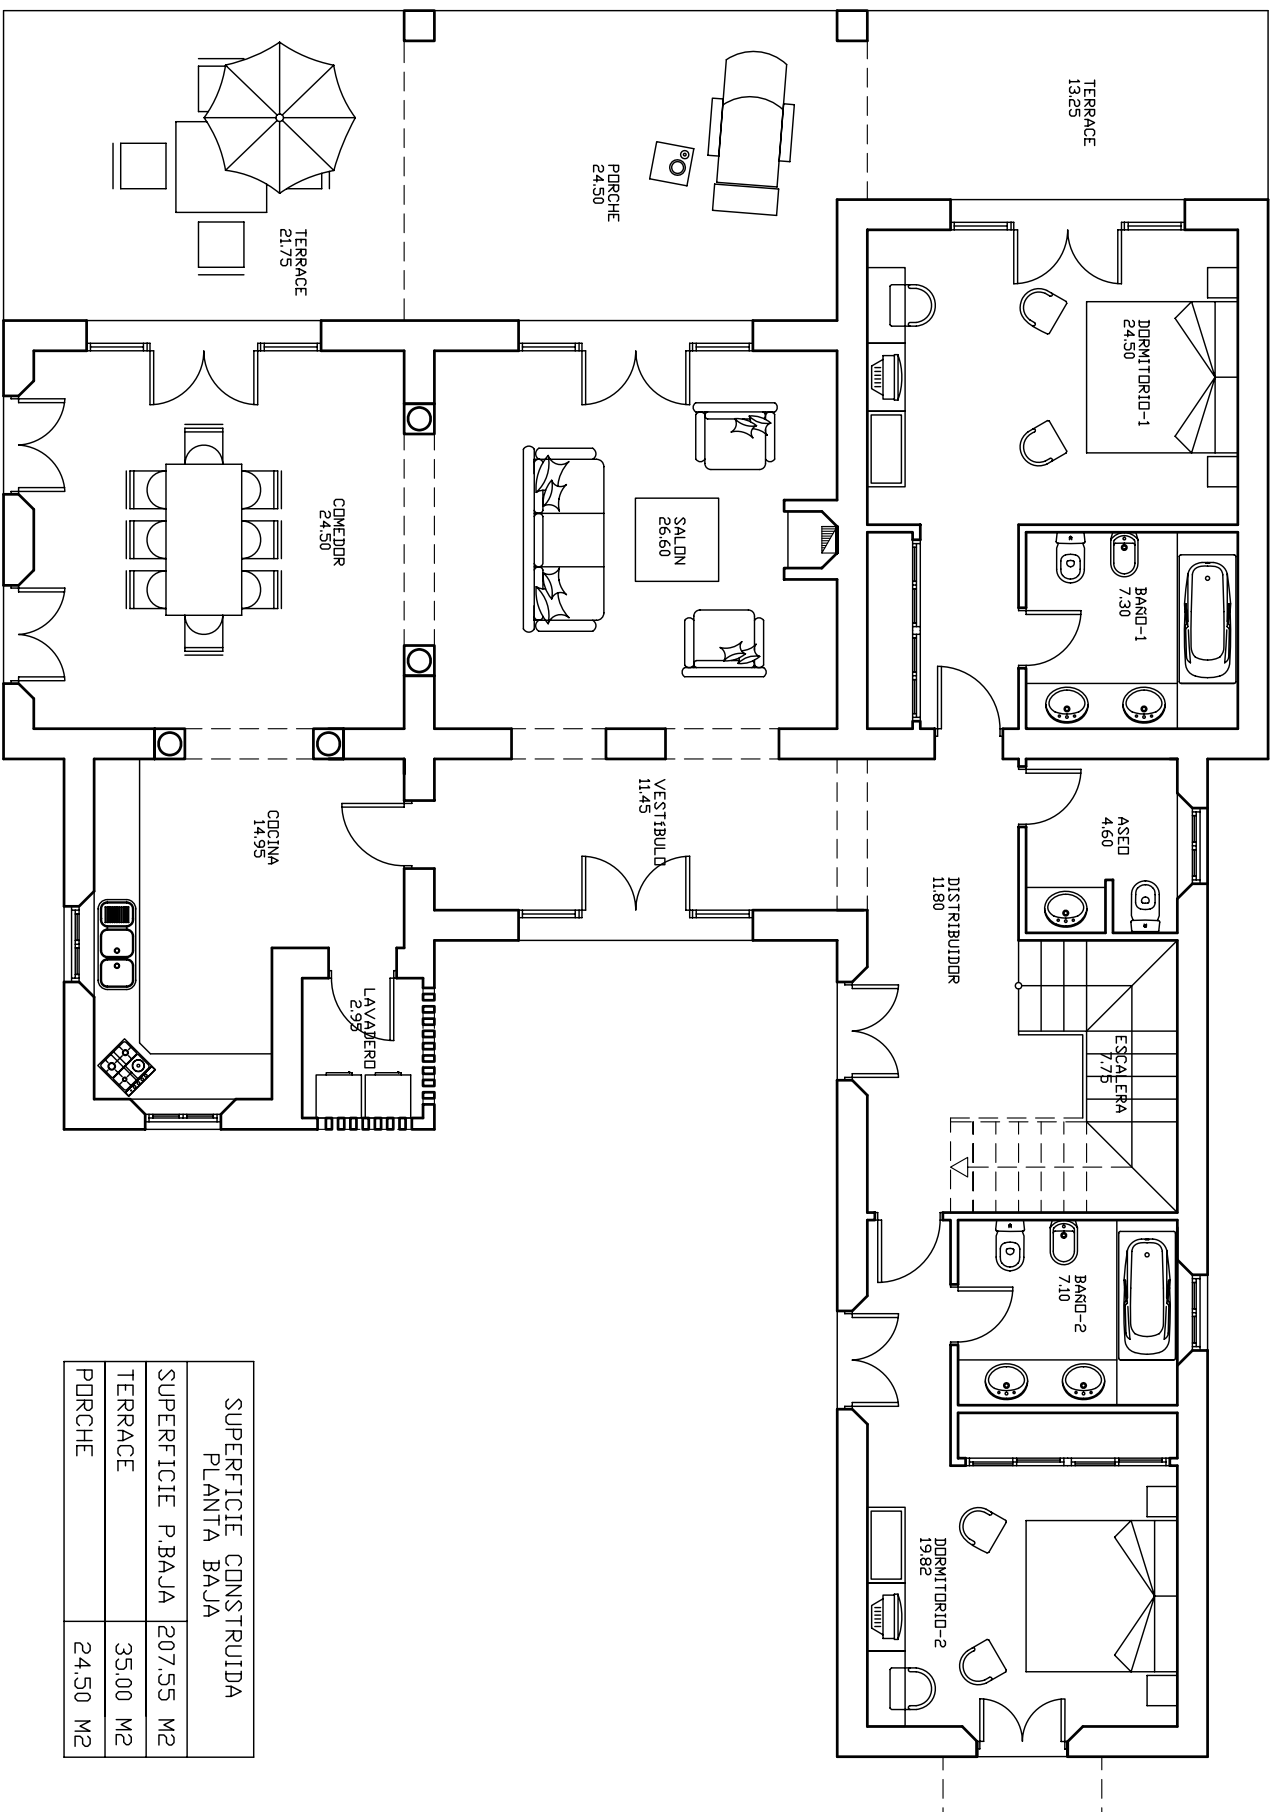 TERRACE
13.25
PORCHE
24.50
TERRACE
21.75
DORMITORIO-1
24.50
BAÑO-1
7.30
SALON
26.60
COMEDOR
24.50
ASEO
4.60
DISTRIBUIDOR
11.80
VESTíBULO
11.45
COCINA
14.95
LAVADERO
2.95
ESCALERA
7.75
BAÑO-2
7.10
DORMITORIO-2
19.82
SUPERFICIE CONSTRUIDA
PLANTA BAJA
SUPERFICIE P.BAJA 207.55 M2
TERRACE 35.00 M2
PORCHE 24.50 M2